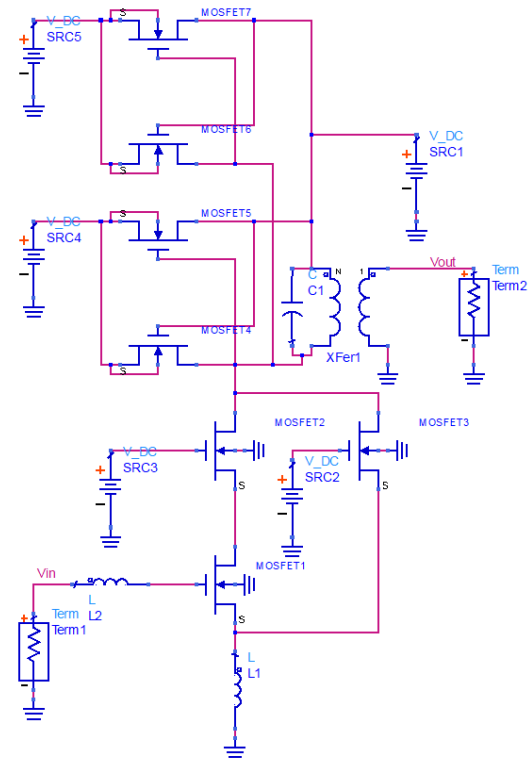 MOSFET7
S
V_DC
SRC5
MOSFET6
S
V_DC
SRC1
MOSFET5
S
V_DC
SRC4
Vout
Term
Term2
C
C1
N
1
XFer1
MOSFET4
S
MOSFET2
MOSFET3
V_DC
SRC3
V_DC
SRC2
S
S
MOSFET1
Vin
L
L2
Term
Term1
S
L
L1